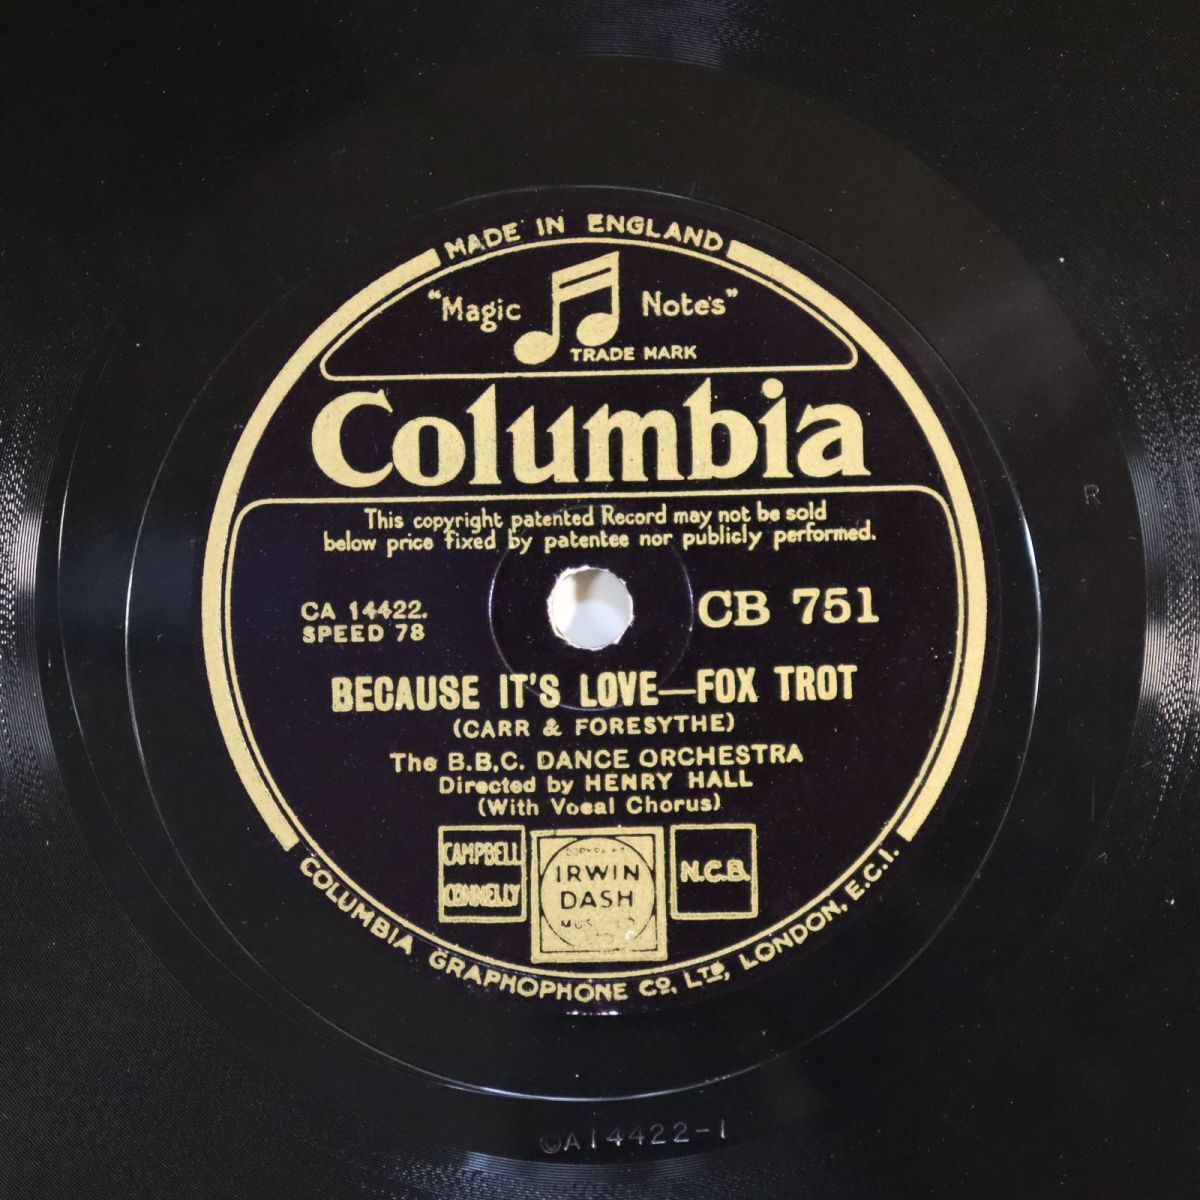 MADE IN ENGLAND
"Magic Notes"
TRADE MARK
Columbia
This copyright patented Record may not be sold
below price fixed by patentee nor publicly performed.
CA 14422.
SPEED 78
CB 751
BECAUSE IT'S LOVE—FOX TROT
(CARR & FORESYTHE)
The B.B.C. DANCE ORCHESTRA
Directed by HENRY HALL
(With Vocal Chorus)
CAMPBELL
CONNELLY
IRWIN
DASH
N.C.B.
COLUMBIA GRAPHOPHONE CO. LTD, LONDON, E.C.1.
R
A14422-1